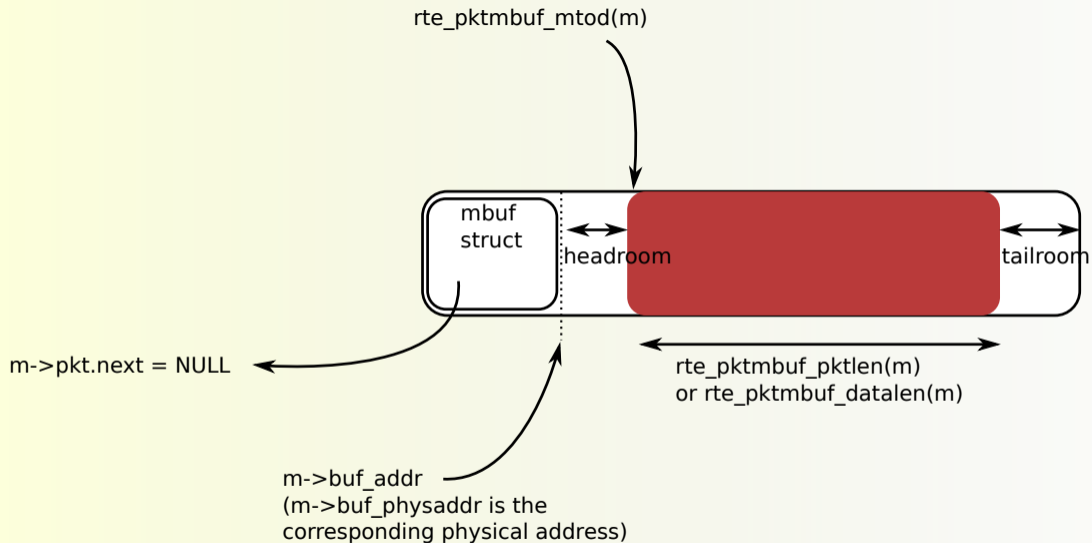 rte_pktmbuf_mtod(m)
mbuf
struct
headroom
tailroom
m->pkt.next = NULL
rte_pktmbuf_pktlen(m)
or rte_pktmbuf_datalen(m)
m->buf_addr
(m->buf_physaddr is the
corresponding physical address)